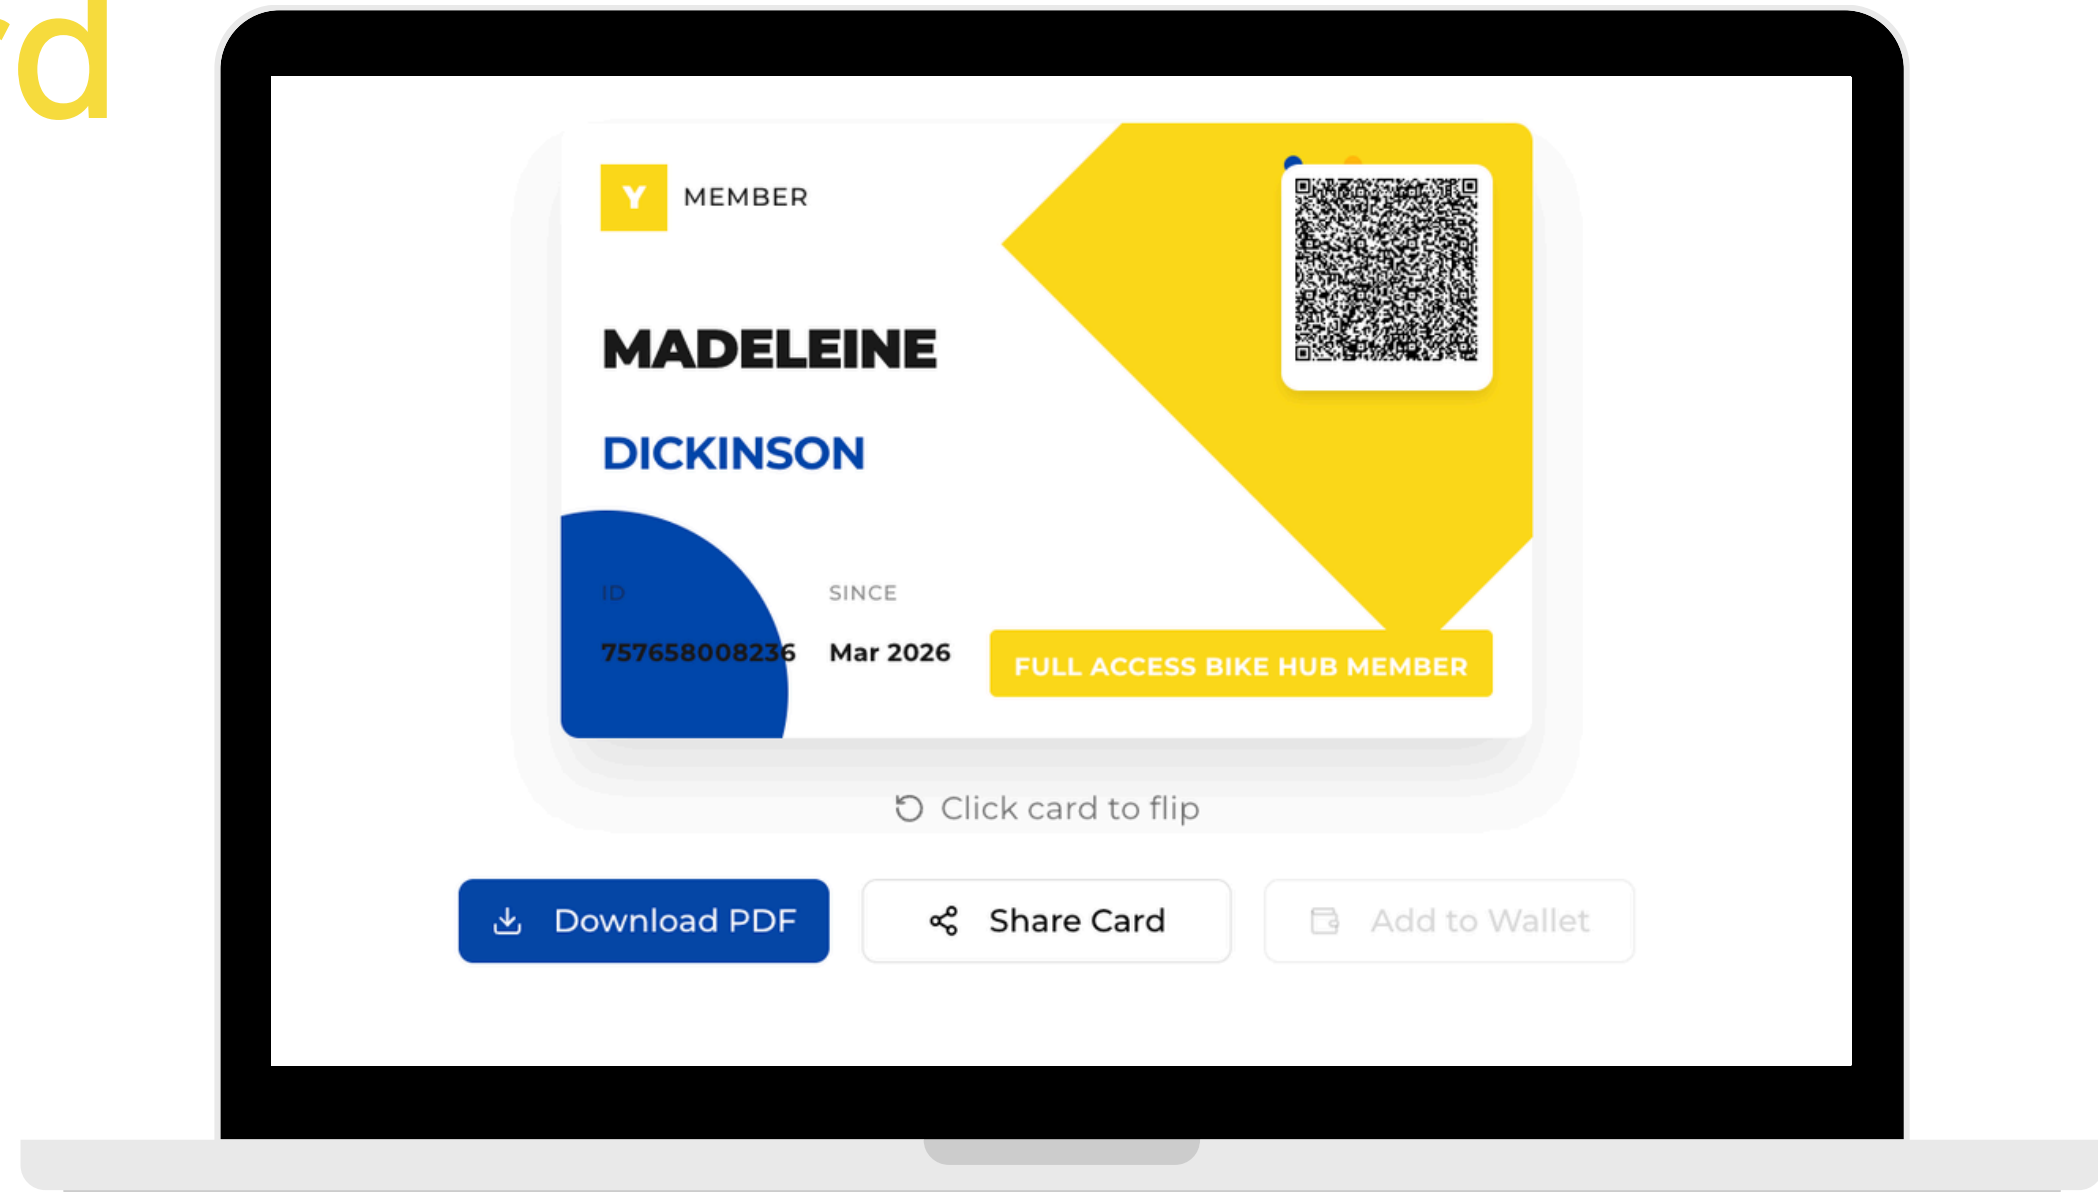 rd
Y MEMBER
MADELEINE
DICKINSON
ID
757658008236
SINCE
Mar 2026
FULL ACCESS BIKE HUB MEMBER
Click card to flip
Download PDF
Share Card
Add to Wallet